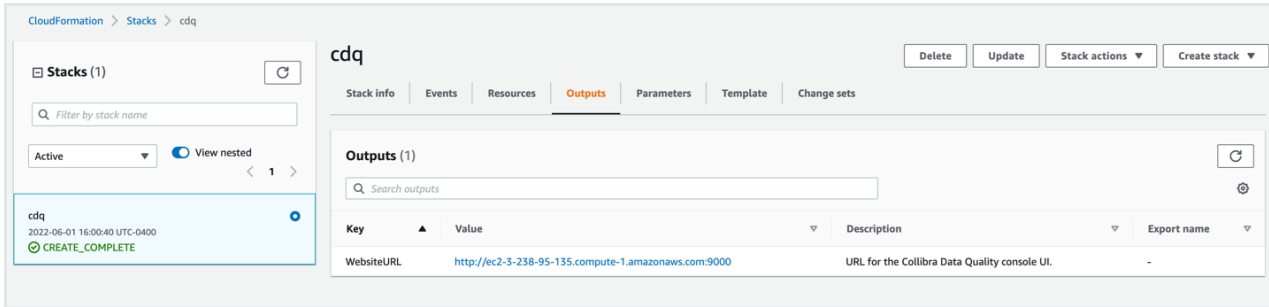 CloudFormation > Stacks > cdq
Stacks (1)
Filter by stack name
Active
View nested
< 1 >
cdq
2022-06-01 16:00:40 UTC-0400
CREATE_COMPLETE
cdq
Delete Update Stack actions Create stack
Stack info Events Resources Outputs Parameters Template Change sets
Outputs (1)
Search outputs
Key Value Description Export name
WebsiteURL http://ec2-3-238-95-135.compute-1.amazonaws.com:9000 URL for the Collibra Data Quality console UI. -